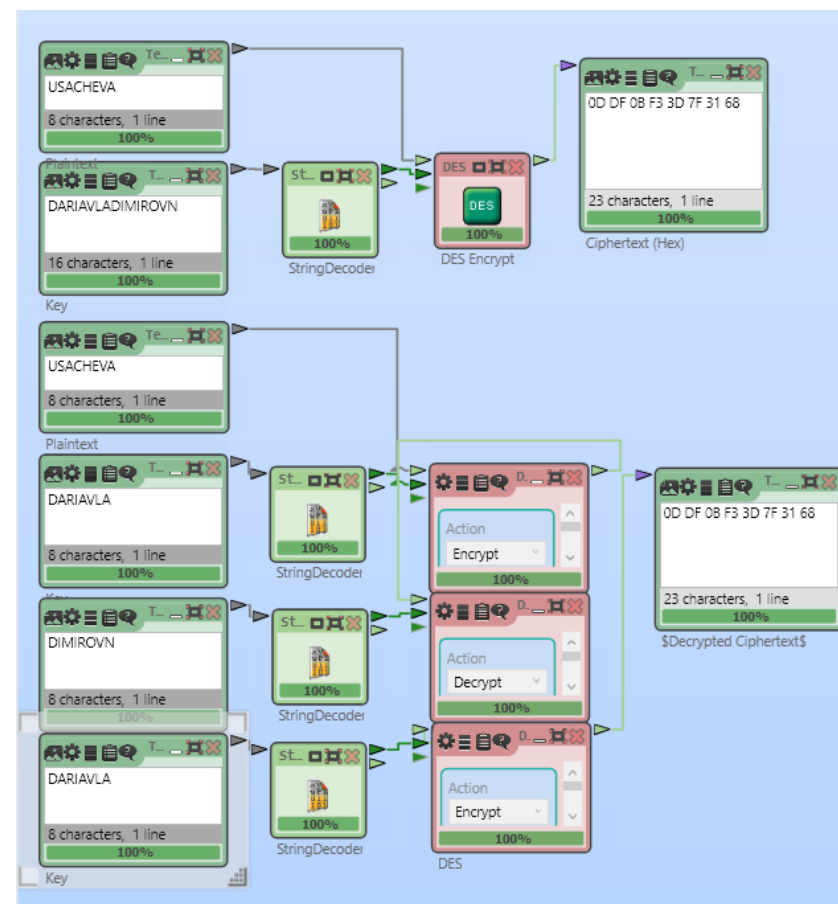 Te...
USACHEVA
8 characters, 1 line
100%
Plaintext
T...
DARIAVLADIMIROVN
16 characters, 1 line
100%
Key
St...
100%
StringDecoder
DES
DES
100%
DES Encrypt
T...
0D DF 0B F3 3D 7F 31 68
23 characters, 1 line
100%
Ciphertext (Hex)
Te...
USACHEVA
8 characters, 1 line
100%
Plaintext
T...
DARIAVLA
8 characters, 1 line
100%
Key
St...
100%
StringDecoder
D...
Action
Encrypt
100%
T...
0D DF 0B F3 3D 7F 31 68
23 characters, 1 line
100%
$Decrypted Ciphertext$
T...
DIMIROVN
8 characters, 1 line
100%
St...
100%
StringDecoder
D...
Action
Decrypt
100%
T...
DARIAVLA
8 characters, 1 line
100%
Key
St...
100%
StringDecoder
D...
Action
Encrypt
100%
DES